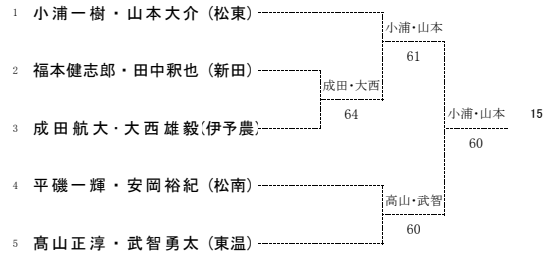 1 小浦一樹・山本大介（松東）
小浦・山本
2 福本健志郎・田中釈也（新田）
61
成田・大西
64
小浦・山本 15
3 成田航大・大西雄毅(伊予農)
60
4 平磯一輝・安岡裕紀（松南）
高山・武智
60
5 髙山正淳・武智勇太（東温）